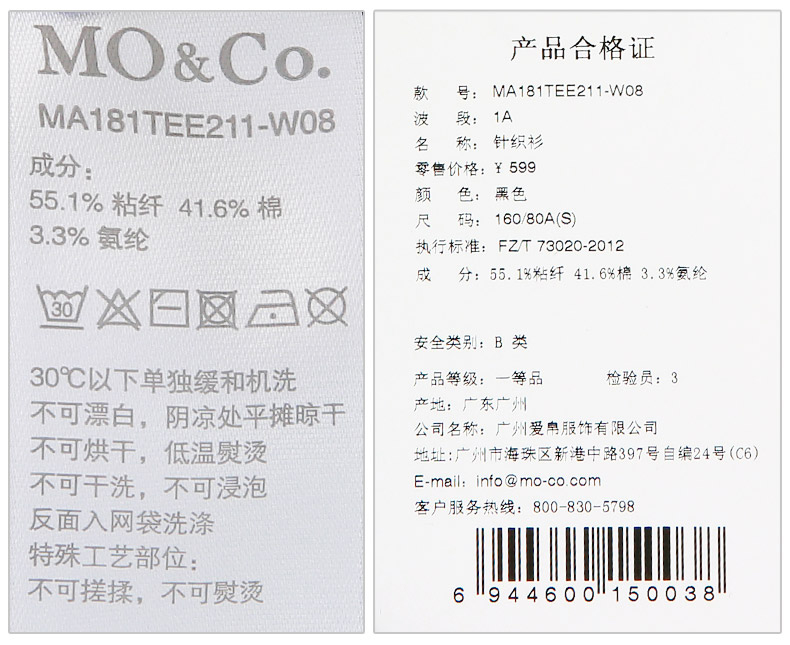 MO&Co.
MA181TEE211-W08
成分:
55.1% 粘纤 41.6% 棉
3.3% 氨纶
30
30℃以下单独缓和机洗
不可漂白，阴凉处平摊晾干
不可烘干，低温熨烫
不可干洗，不可浸泡
反面入网袋洗涤
特殊工艺部位:
不可搓揉，不可熨烫
产品合格证
款 号: MA181TEE211-W08
波 段: 1A
名 称: 针织衫
零售价格: ¥ 599
颜 色: 黑色
尺 码: 160/80A(S)
执行标准: FZ/T 73020-2012
成 分: 55.1%粘纤 41.6%棉 3.3%氨纶
安全类别: B 类
产品等级: 一等品 检验员: 3
产地: 广东广州
公司名称: 广州爱帛服饰有限公司
地址:广州市海珠区新港中路397号自编24号(C6)
E-mail: info@mo-co.com
客户服务热线: 800-830-5798
6 944600 150038